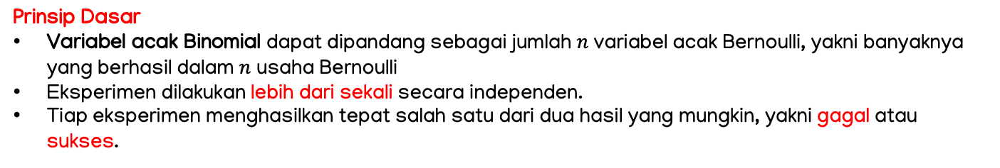 Prinsip Dasar
• Variabel acak Binomial dapat dipandang sebagai jumlah n variabel acak Bernoulli, yakni banyaknya
yang berhasil dalam n usaha Bernoulli
• Eksperimen dilakukan lebih dari sekali secara independen.
• Tiap eksperimen menghasilkan tepat salah satu dari dua hasil yang mungkin, yakni gagal atau
sukses.